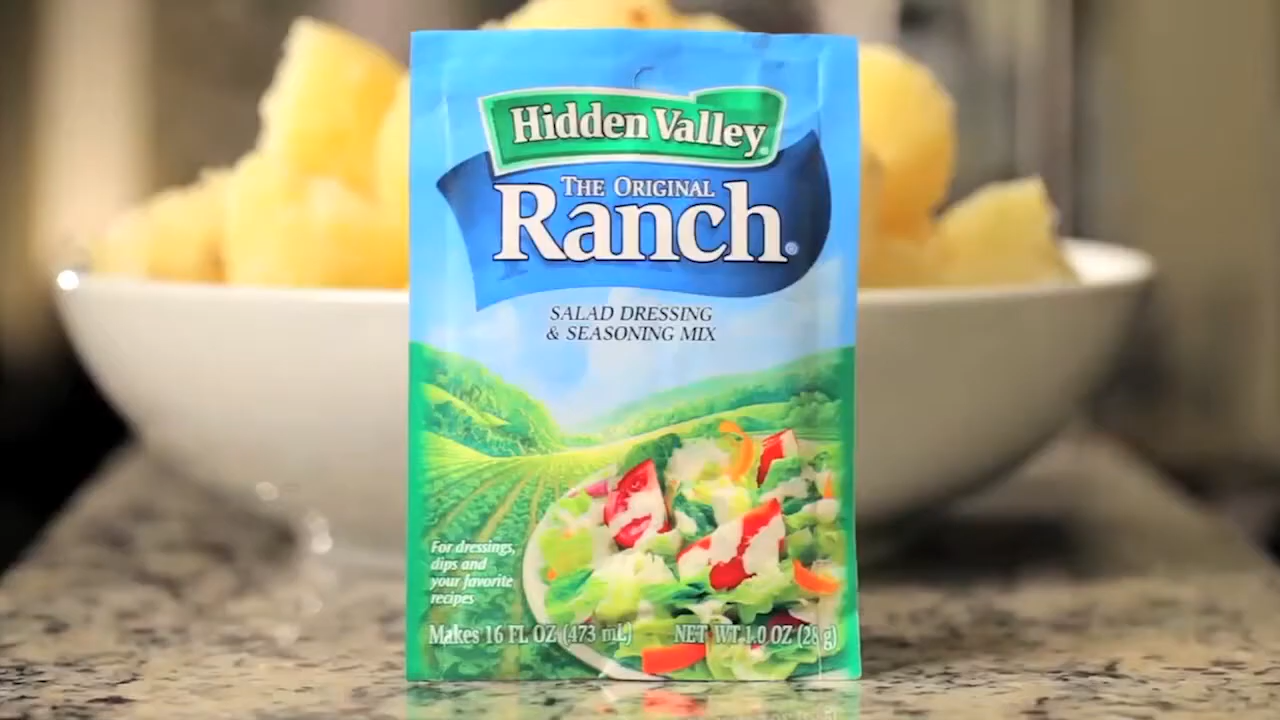 Hidden Valley®
THE ORIGINAL
Ranch®
SALAD DRESSING
& SEASONING MIX
For dressings,
dips and
your favorite
recipes
Makes 16 FL OZ (473 mL)
NET WT 1.0 OZ (28 g)